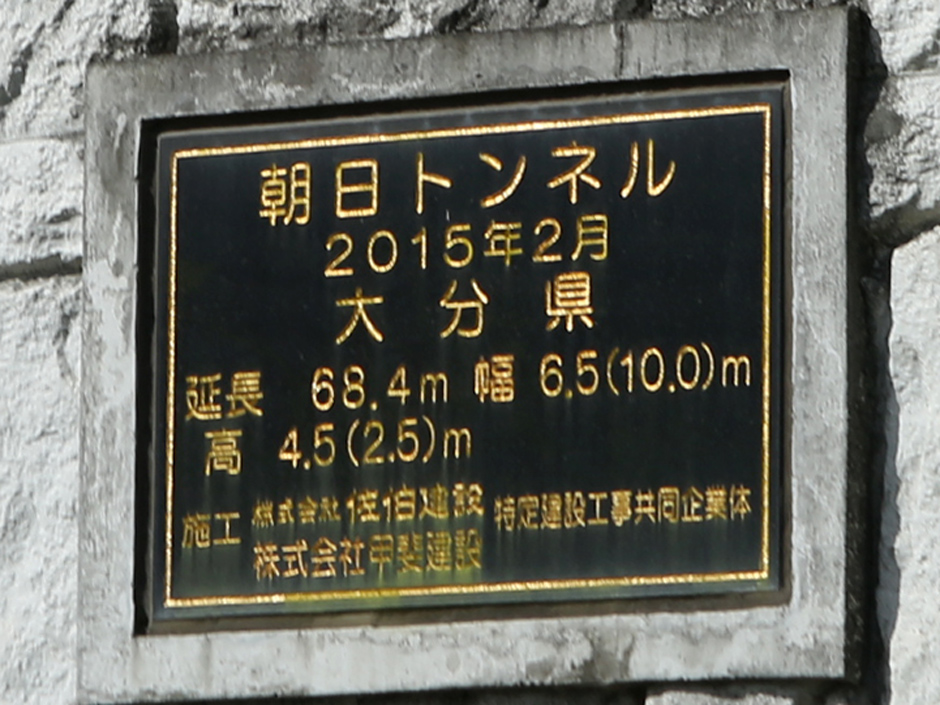 朝日トンネル
2015年2月
大分県
延長 68.4m 幅 6.5(10.0)m
高 4.5(2.5)m
施工 株式会社佐伯建設 特定建設工事共同企業体
株式会社甲斐建設